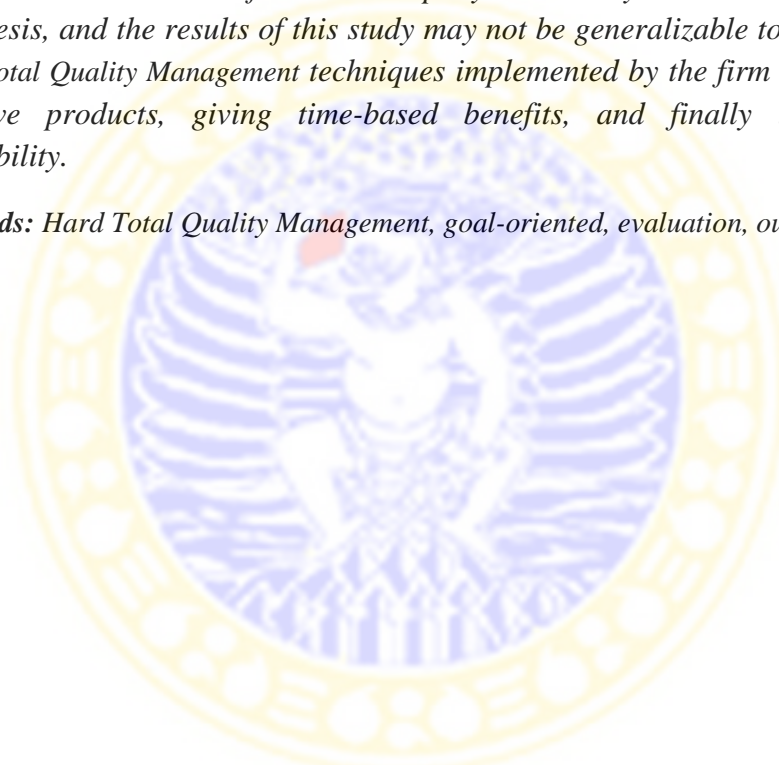 esis, and the results of this study may not be generalizable to
otal Quality Management techniques implemented by the firm
ve products, giving time-based benefits, and finally
bility.
ds: Hard Total Quality Management, goal-oriented, evaluation, ou